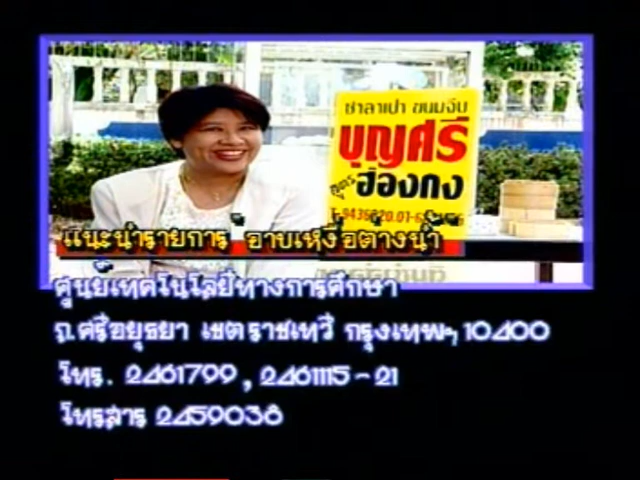 ซาลาเปา ขนมจีบ
บุญศรี
สูตร ฮ่องกง
แนะนำรายการ อาบเหงื่อต่างน้ำ
ศูนย์เทคโนโลยีทางการศึกษา
ถ.ศรีอยุธยา เขตราชเทวี กรุงเทพฯ 10400
โทร. 2461799, 2461115-21
โทรสาร 2459038